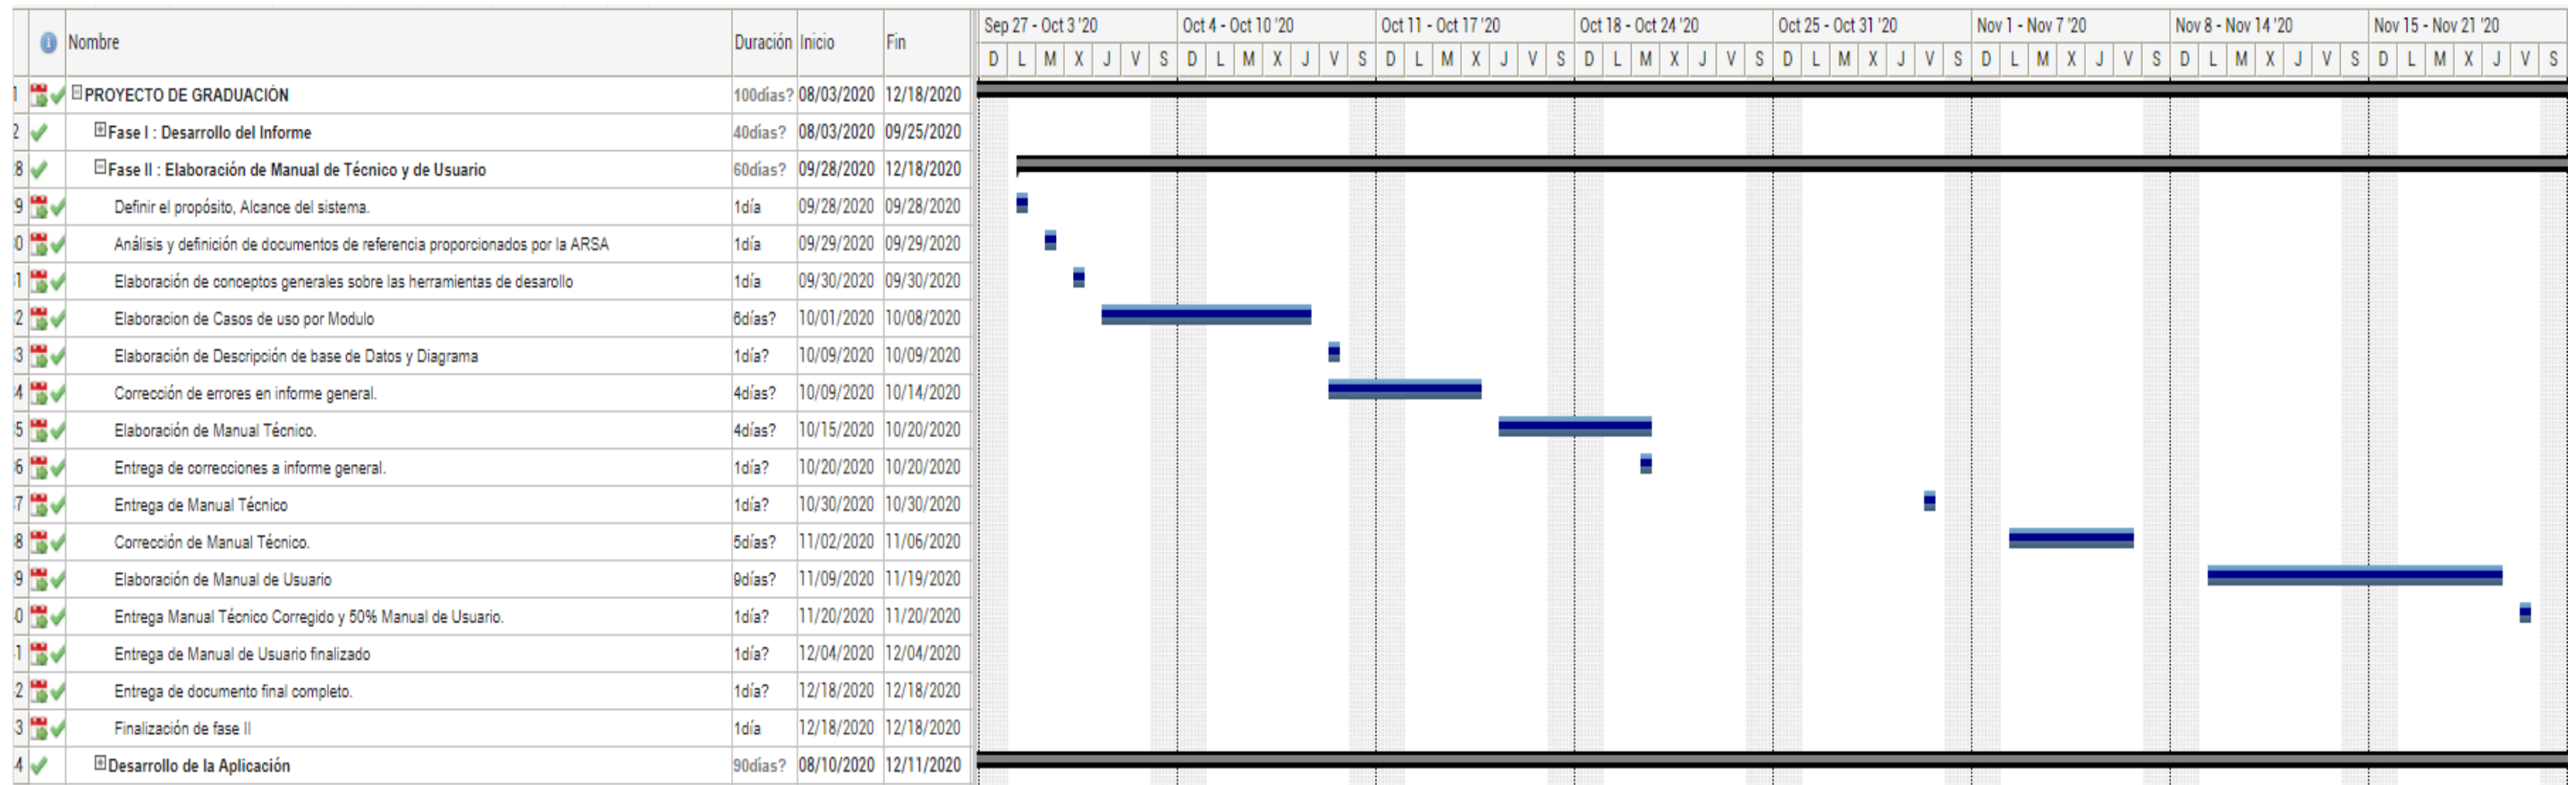 Nombre Duración Inicio Fin Sep 27 - Oct 3 '20 Oct 4 - Oct 10 '20 Oct 11 - Oct 17 '20 Oct 18 - Oct 24 '20 Oct 25 - Oct 31 '20 Nov 1 - Nov 7 '20 Nov 8 - Nov 14 '20 Nov 15 - Nov 21 '20
D L M X J V S D L M X J V S D L M X J V S D L M X J V S D L M X J V S D L M X J V S D L M X J V S D L M X J V S
1 PROYECTO DE GRADUACIÓN 100días? 08/03/2020 12/18/2020
2 Fase I : Desarrollo del Informe 40días? 08/03/2020 09/25/2020
8 Fase II : Elaboración de Manual de Técnico y de Usuario 60días? 09/28/2020 12/18/2020
9 Definir el propósito, Alcance del sistema. 1día 09/28/2020 09/28/2020
0 Análisis y definición de documentos de referencia proporcionados por la ARSA 1día 09/29/2020 09/29/2020
1 Elaboración de conceptos generales sobre las herramientas de desarollo 1día 09/30/2020 09/30/2020
2 Elaboracion de Casos de uso por Modulo 6días? 10/01/2020 10/08/2020
3 Elaboración de Descripción de base de Datos y Diagrama 1día? 10/09/2020 10/09/2020
4 Corrección de errores en informe general. 4días? 10/09/2020 10/14/2020
5 Elaboración de Manual Técnico. 4días? 10/15/2020 10/20/2020
6 Entrega de correcciones a informe general. 1día? 10/20/2020 10/20/2020
7 Entrega de Manual Técnico 1día? 10/30/2020 10/30/2020
8 Corrección de Manual Técnico. 5días? 11/02/2020 11/06/2020
9 Elaboración de Manual de Usuario 9días? 11/09/2020 11/19/2020
0 Entrega Manual Técnico Corregido y 50% Manual de Usuario. 1día? 11/20/2020 11/20/2020
1 Entrega de Manual de Usuario finalizado 1día? 12/04/2020 12/04/2020
2 Entrega de documento final completo. 1día? 12/18/2020 12/18/2020
3 Finalización de fase II 1día 12/18/2020 12/18/2020
4 Desarrollo de la Aplicación 90días? 08/10/2020 12/11/2020